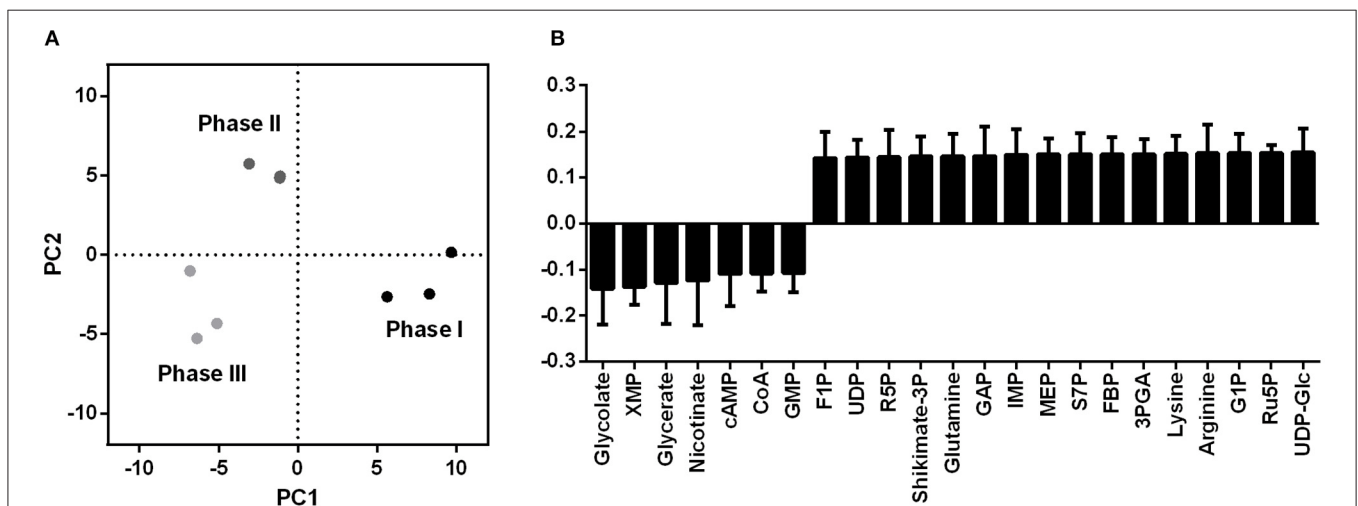 A
10
5
0
-5
-10
PC2
Phase II
Phase I
Phase III
-10
-5
0
5
10
PC1
B
0.3
0.2
0.1
0.0
-0.1
-0.2
-0.3
Glycolate
XMP
Glycerate
Nicotinate
cAMP
CoA
GMP
F1P
UDP
R5P
Shikimate-3P
Glutamine
GAP
IMP
MEP
S7P
FBP
3PGA
Lysine
Arginine
G1P
Ru5P
UDP-Glc